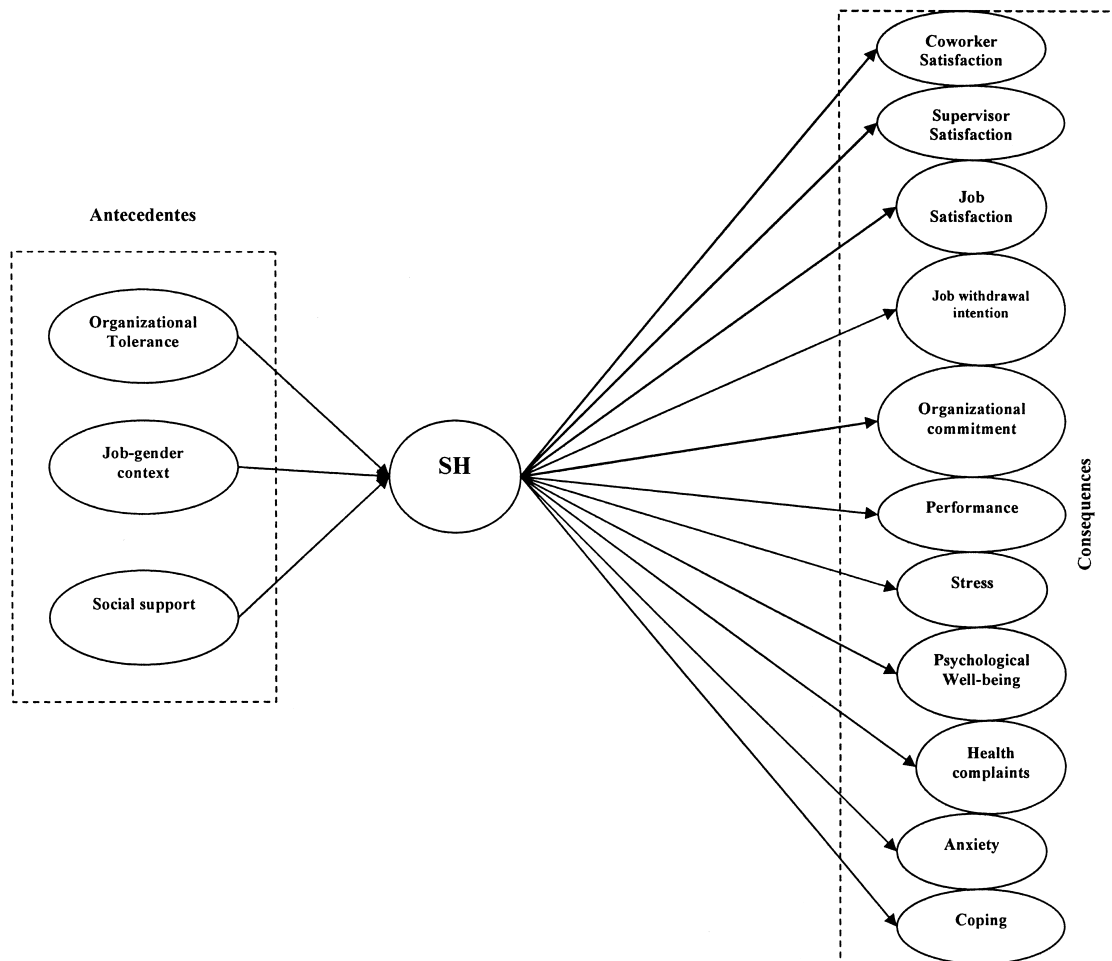 Antecedentes
Organizational
Tolerance
Job-gender
context
Social support
SH
Coworker
Satisfaction
Supervisor
Satisfaction
Job
Satisfaction
Job withdrawal
intention
Organizational
commitment
Performance
Stress
Psychological
Well-being
Health
complaints
Anxiety
Coping
Consequences